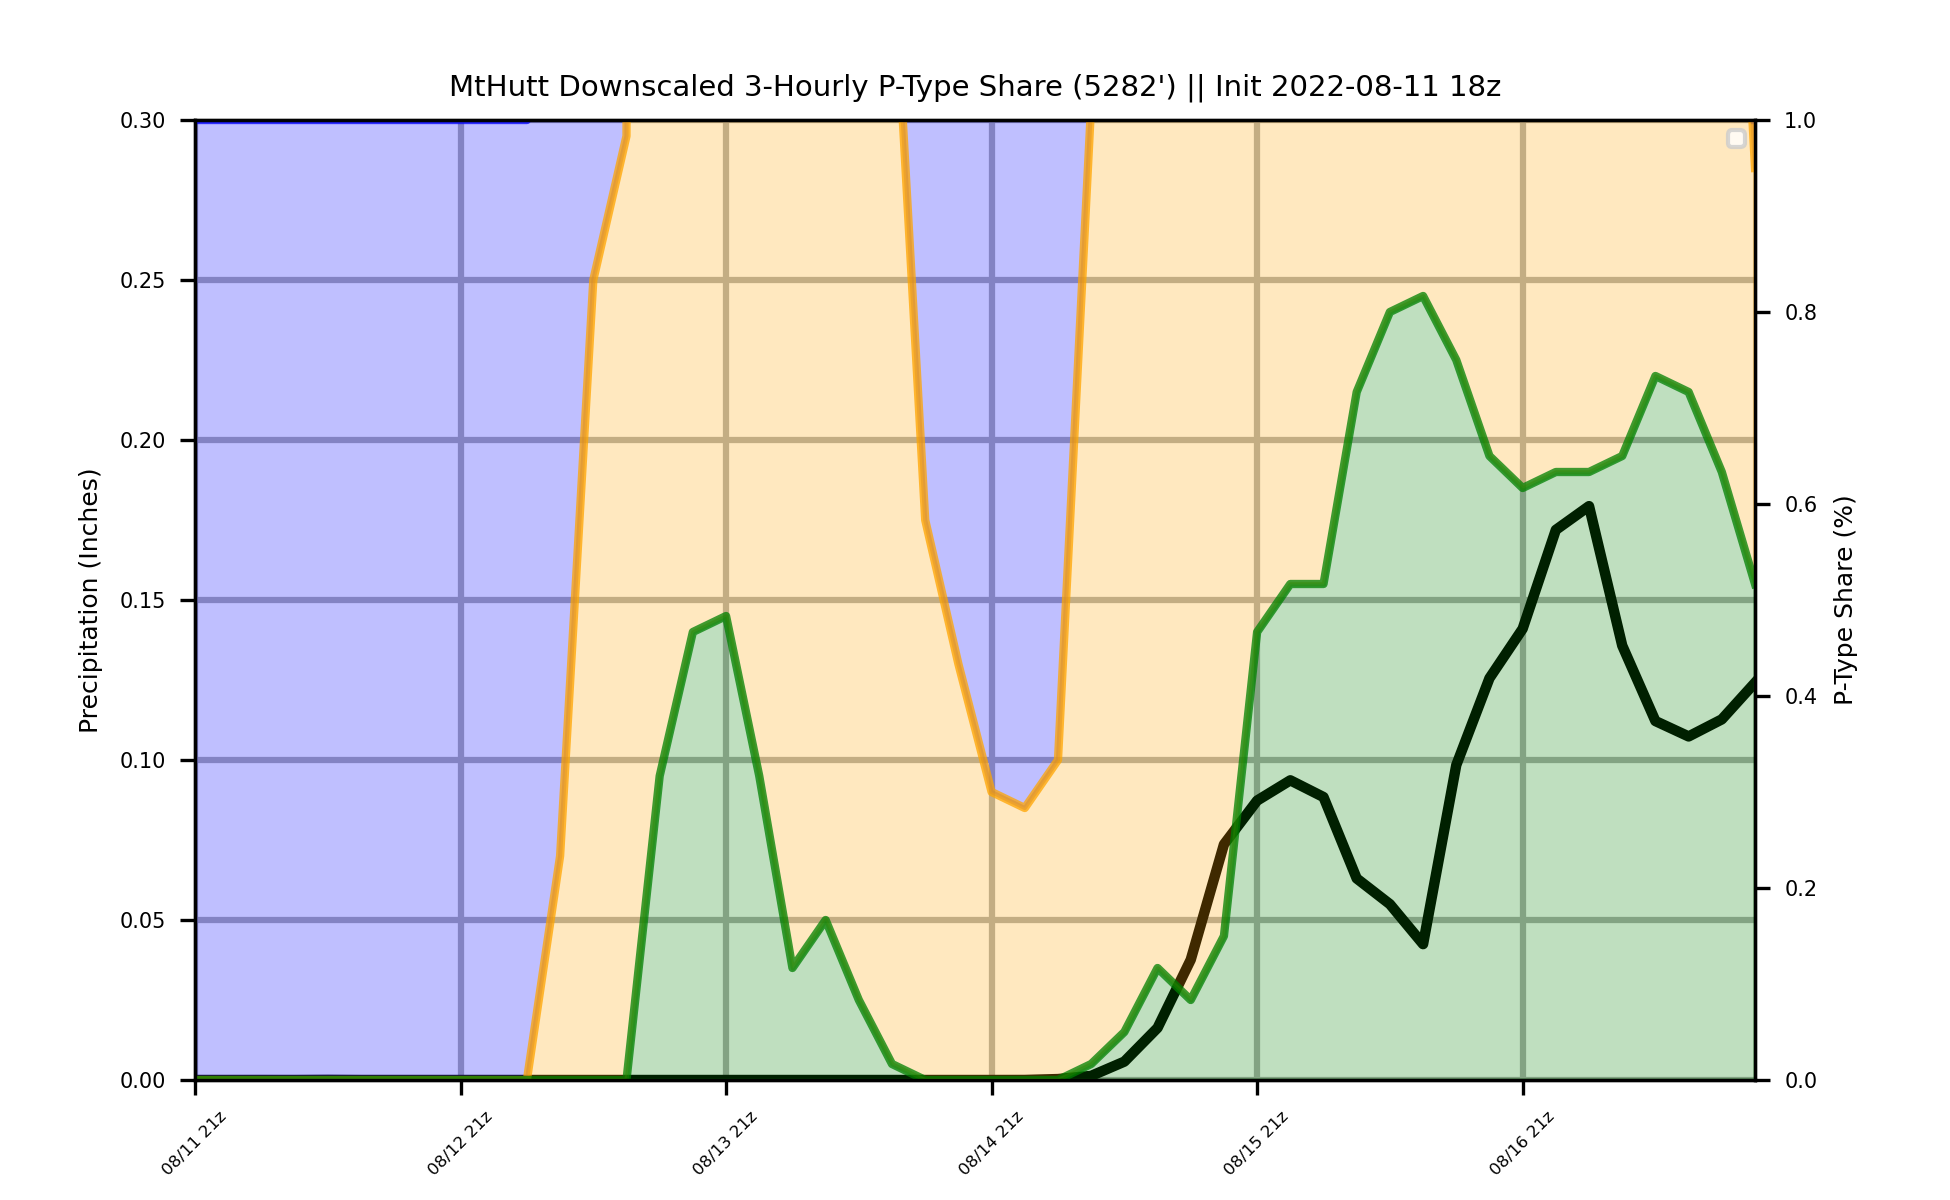 MtHutt Downscaled 3-Hourly P-Type Share (5282') || Init 2022-08-11 18z
0.30
0.25
0.20
0.15
0.10
0.05
0.00
Precipitation (Inches)
1.0
0.8
0.6
0.4
0.2
0.0
P-Type Share (%)
08/11 21z
08/12 21z
08/13 21z
08/14 21z
08/15 21z
08/16 21z